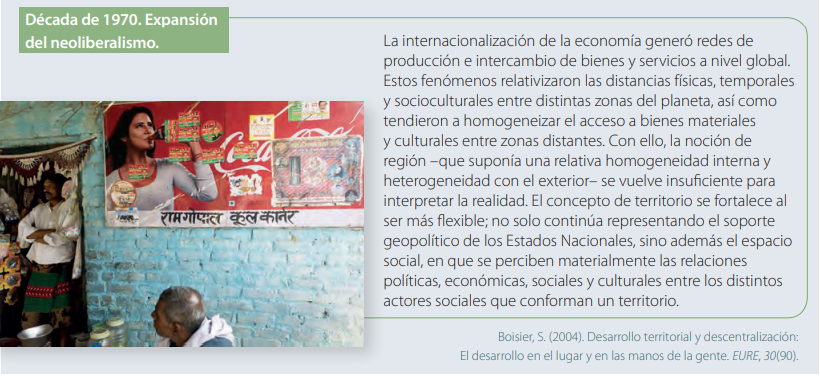 Década de 1970. Expansión
del neoliberalismo.
La internacionalización de la economía generó redes de
producción e intercambio de bienes y servicios a nivel global.
Estos fenómenos relativizaron las distancias físicas, temporales
y socioculturales entre distintas zonas del planeta, así como
tendieron a homogeneizar el acceso a bienes materiales
y culturales entre zonas distantes. Con ello, la noción de
región –que suponía una relativa homogeneidad interna y
heterogeneidad con el exterior– se vuelve insuficiente para
interpretar la realidad. El concepto de territorio se fortalece al
ser más flexible; no solo continúa representando el soporte
geopolítico de los Estados Nacionales, sino además el espacio
social, en que se perciben materialmente las relaciones
políticas, económicas, sociales y culturales entre los distintos
actores sociales que conforman un territorio.
Coca-Cola
रामगोपाल कूल कार्नर
Boisier, S. (2004). Desarrollo territorial y descentralización:
El desarrollo en el lugar y en las manos de la gente. EURE, 30(90).